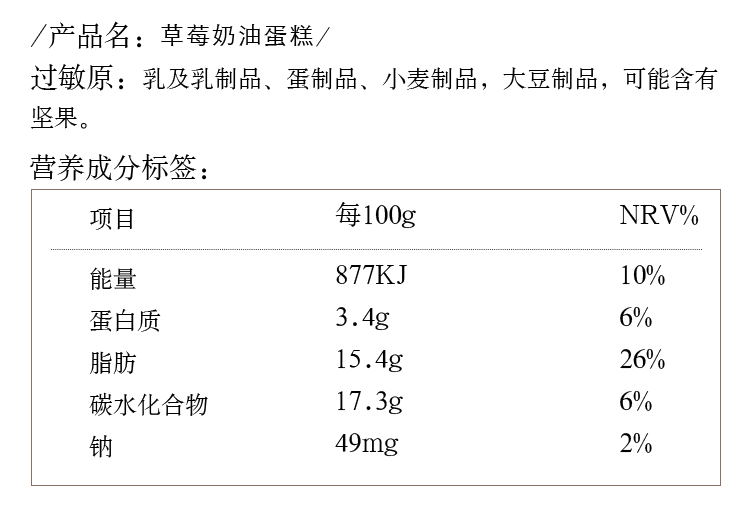 /产品名：草莓奶油蛋糕/
过敏原：乳及乳制品、蛋制品、小麦制品，大豆制品，可能含有
坚果。
营养成分标签：
项目 每100g NRV%
能量 877KJ 10%
蛋白质 3.4g 6%
脂肪 15.4g 26%
碳水化合物 17.3g 6%
钠 49mg 2%